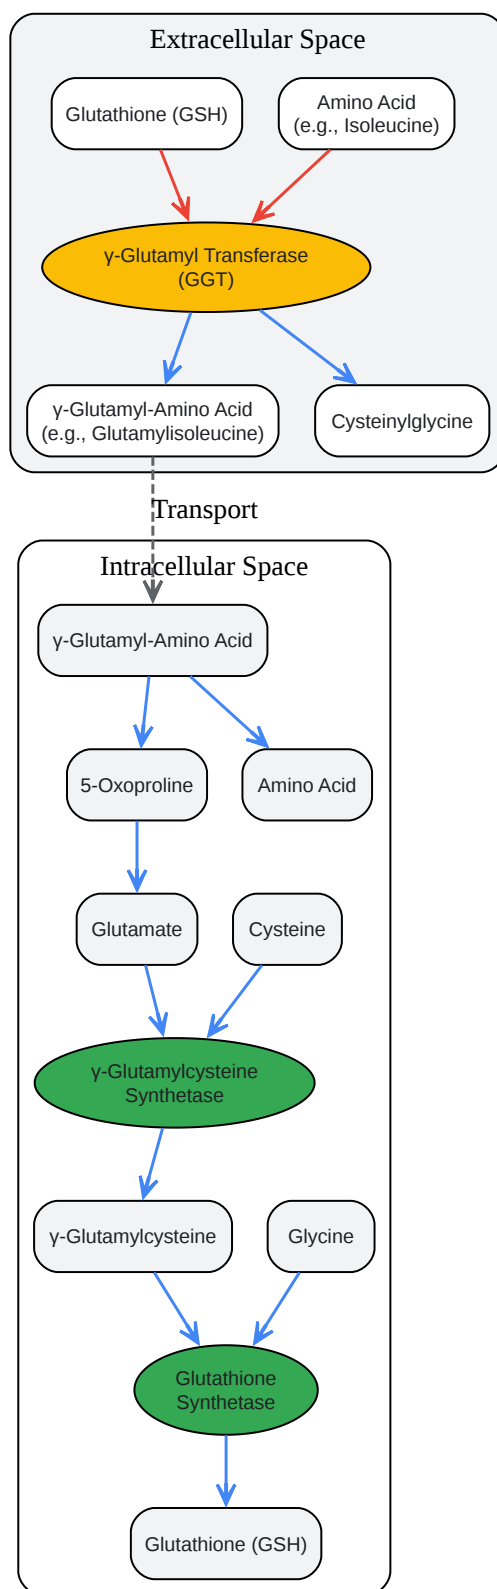 Extracellular Space
Glutathione (GSH)
Amino Acid
(e.g., Isoleucine)
γ-Glutamyl Transferase
(GGT)
γ-Glutamyl-Amino Acid
(e.g., Glutamylisoleucine)
Cysteinylglycine
Transport
Intracellular Space
γ-Glutamyl-Amino Acid
5-Oxoproline
Amino Acid
Glutamate
Cysteine
γ-Glutamylcysteine
Synthetase
γ-Glutamylcysteine
Glycine
Glutathione
Synthetase
Glutathione (GSH)